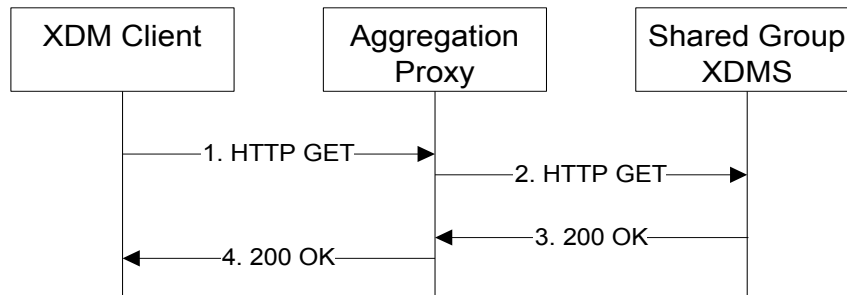 XDM Client
Aggregation
Proxy
Shared Group
XDMS
1. HTTP GET
2. HTTP GET
3. 200 OK
4. 200 OK